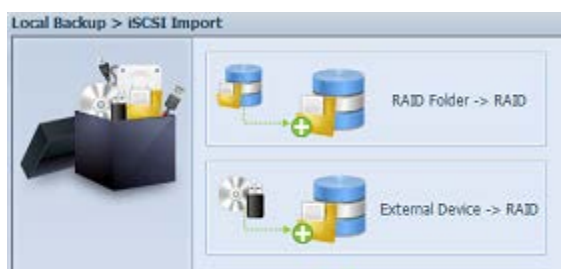 Local Backup > iSCSI Import
RAID Folder -> RAID
External Device -> RAID